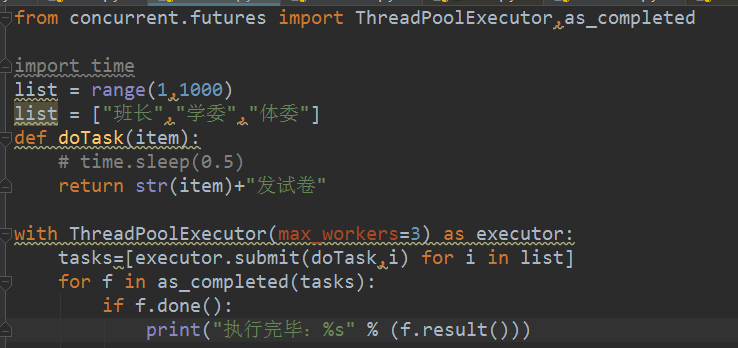 from concurrent.futures import ThreadPoolExecutor,as_completed
import time
list = range(1,1000)
list = ["班长","学委","体委"]
def doTask(item):
    # time.sleep(0.5)
    return str(item)+"发试卷"
with ThreadPoolExecutor(max_workers=3) as executor:
    tasks=[executor.submit(doTask,i) for i in list]
    for f in as_completed(tasks):
        if f.done():
            print("执行完毕：%s" % (f.result()))